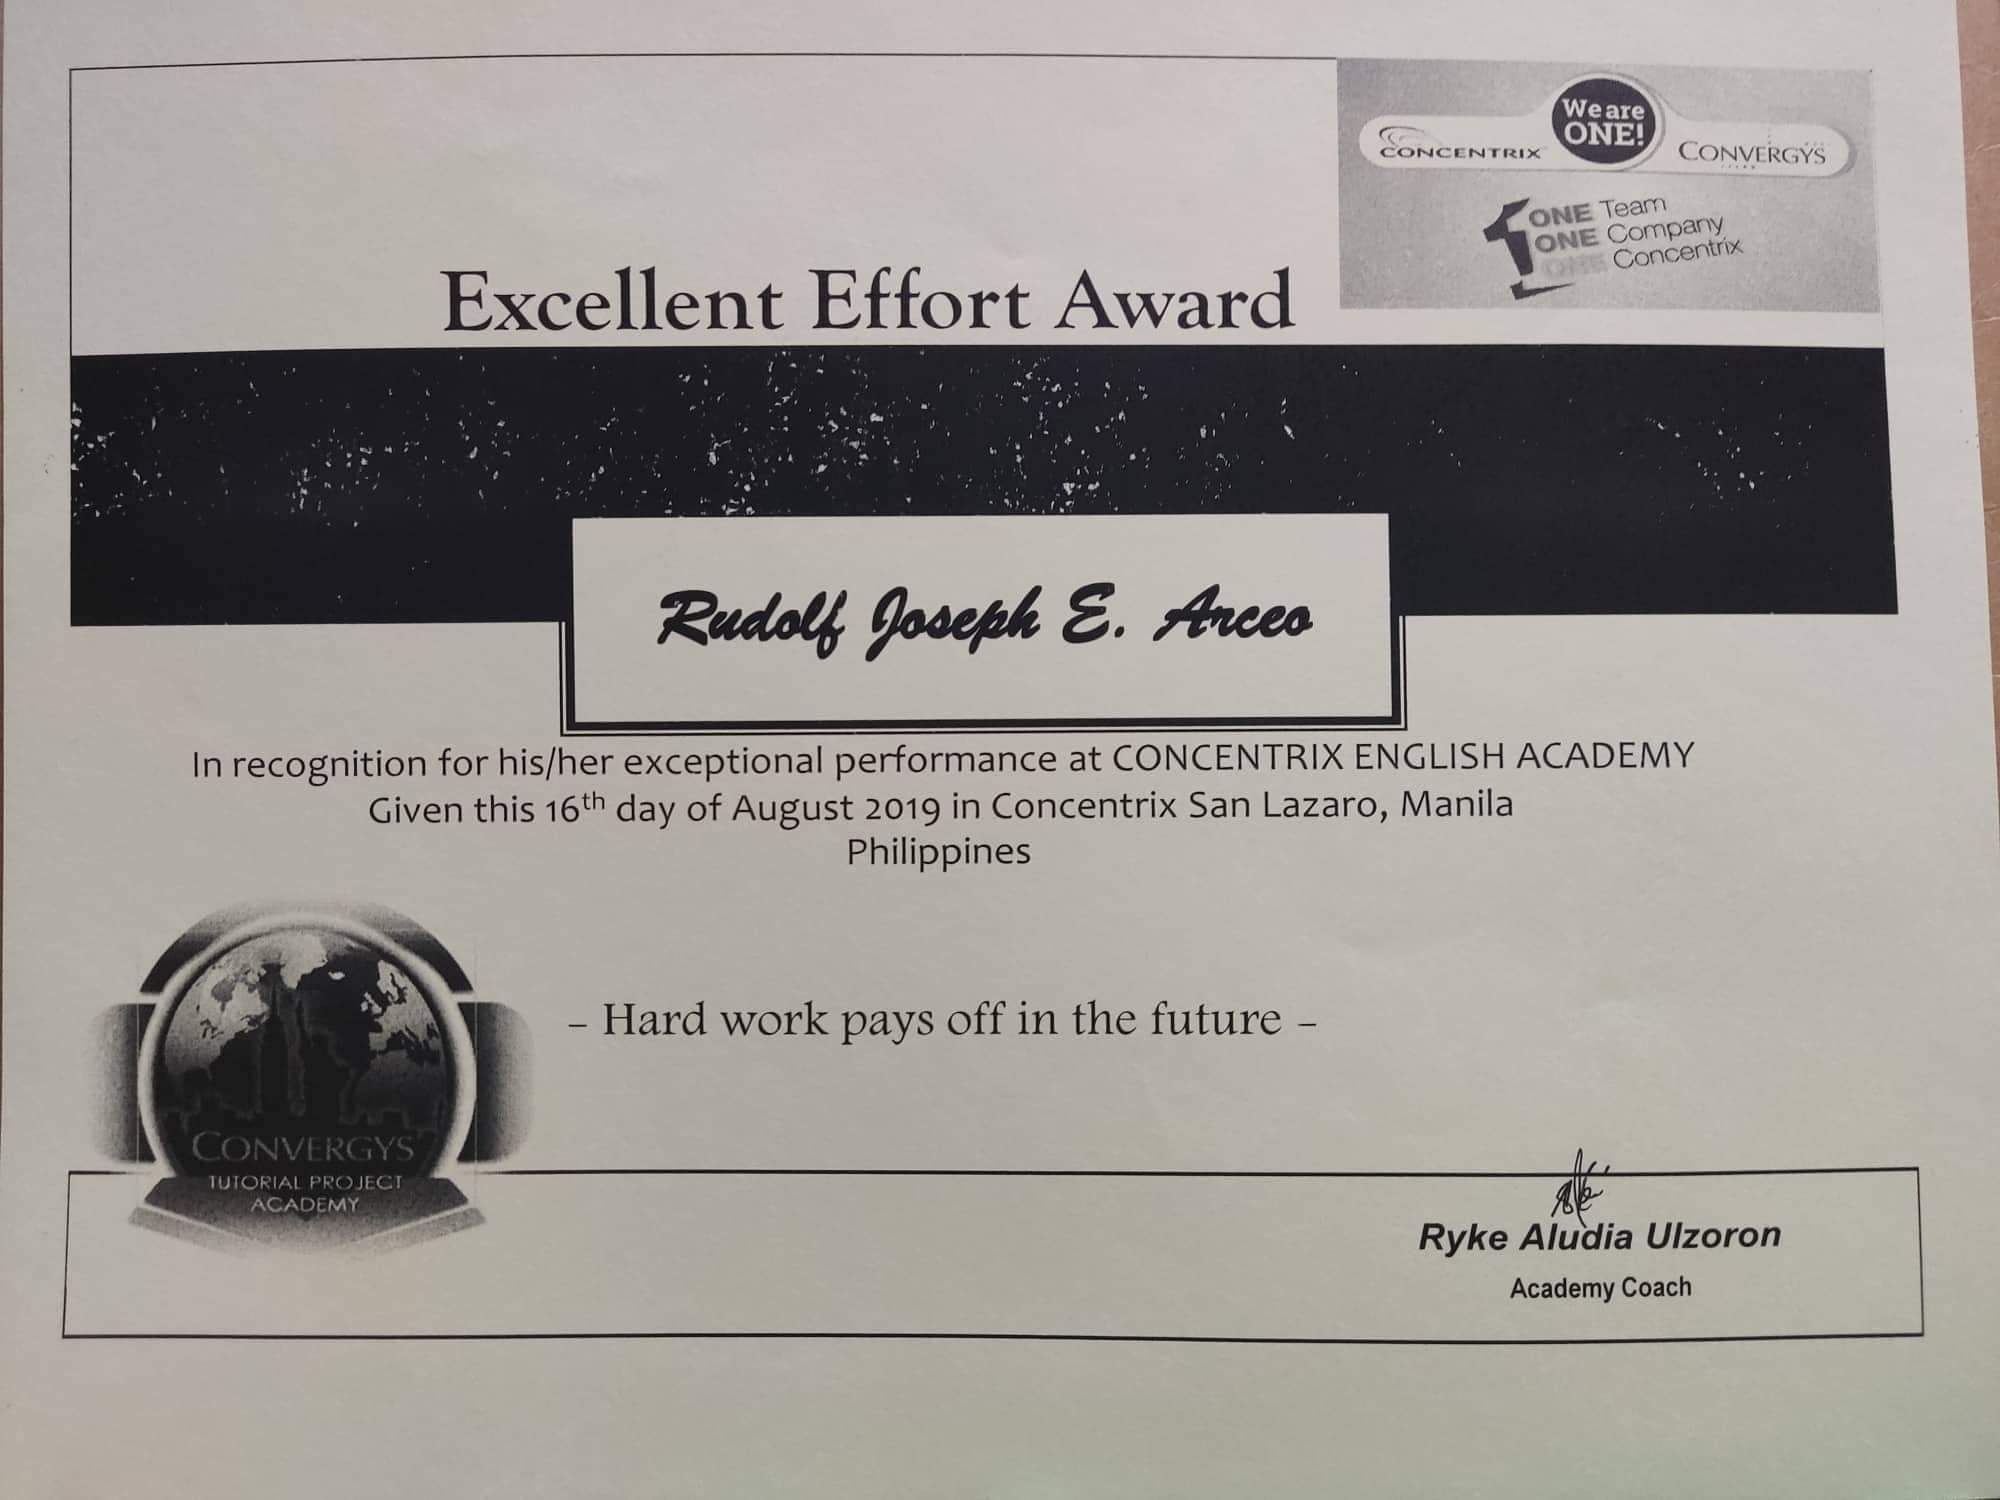 We are
ONE!
CONCENTRIX
CONVERGYS
ONE Team
ONE Company
ONE Concentrix
Excellent Effort Award
Rudolf Joseph E. Arceo
In recognition for his/her exceptional performance at CONCENTRIX ENGLISH ACADEMY
Given this 16th day of August 2019 in Concentrix San Lazaro, Manila
Philippines
– Hard work pays off in the future –
CONVERGYS
TUTORIAL PROJECT
ACADEMY
Ryke Aludia Ulzoron
Academy Coach